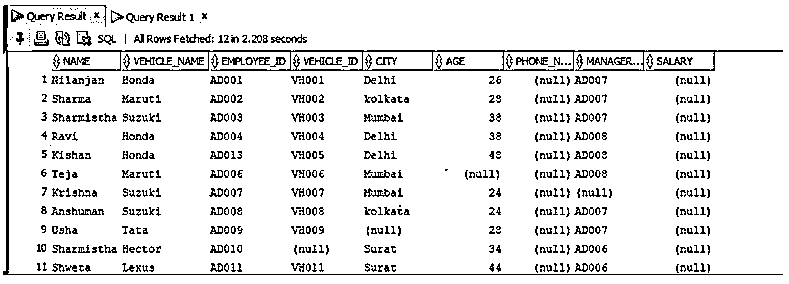 Query Result × Query Result 1 ×
SQL | All Rows Fetched: 12 in 2.208 seconds
NAME VEHICLE_NAME EMPLOYEE_ID VEHICLE_ID CITY AGE PHONE_N... MANAGER... SALARY
1 Nilanjan Honda AD001 VH001 Delhi 26 (null) AD007 (null)
2 Sharma Maruti AD002 VH002 kolkata 28 (null) AD007 (null)
3 Sharmistha Suzuki AD003 VH003 Mumbai 38 (null) AD007 (null)
4 Ravi Honda AD004 VH004 Delhi 38 (null) AD008 (null)
5 Kishan Honda AD013 VH005 Delhi 48 (null) AD008 (null)
6 Teja Maruti AD006 VH006 Mumbai (null) (null) AD008 (null)
7 Krishna Suzuki AD007 VH007 Mumbai 24 (null) (null) (null)
8 Anshuman Suzuki AD008 VH008 kolkata 24 (null) AD007 (null)
9 Usha Tata AD009 VH009 (null) 28 (null) AD007 (null)
10 Sharmistha Hector AD010 (null) Surat 34 (null) AD006 (null)
11 Shweta Lexus AD011 VH011 Surat 44 (null) AD006 (null)